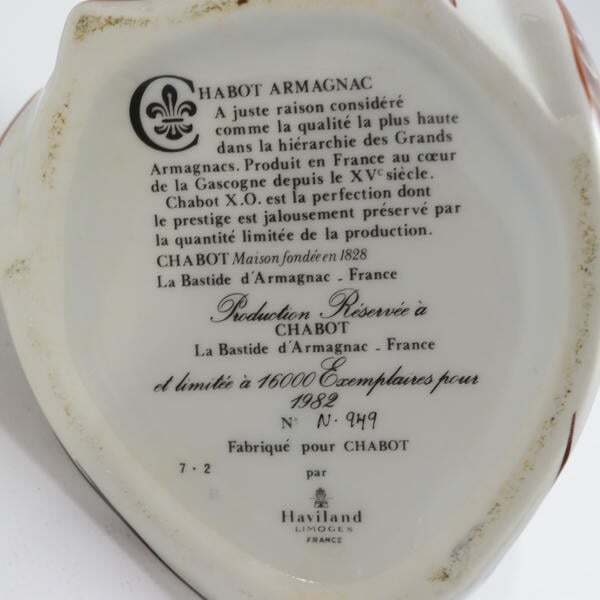 CHABOT ARMAGNAC
A juste raison considéré
comme la qualité la plus haute
dans la hiérarchie des Grands
Armagnacs. Produit en France au cœur
de la Gascogne depuis le XVᵉ siècle.
Chabot X.O. est la perfection dont
le prestige est jalousement préservé par
la quantité limitée de la production.
CHABOT Maison fondée en 1828
La Bastide d'Armagnac - France
Production Réservée à
CHABOT
La Bastide d'Armagnac - France
et limitée à 16000 Exemplaires pour
1982
N° N. 949
Fabriqué pour CHABOT
7.2
par
Haviland
LIMOGES
FRANCE